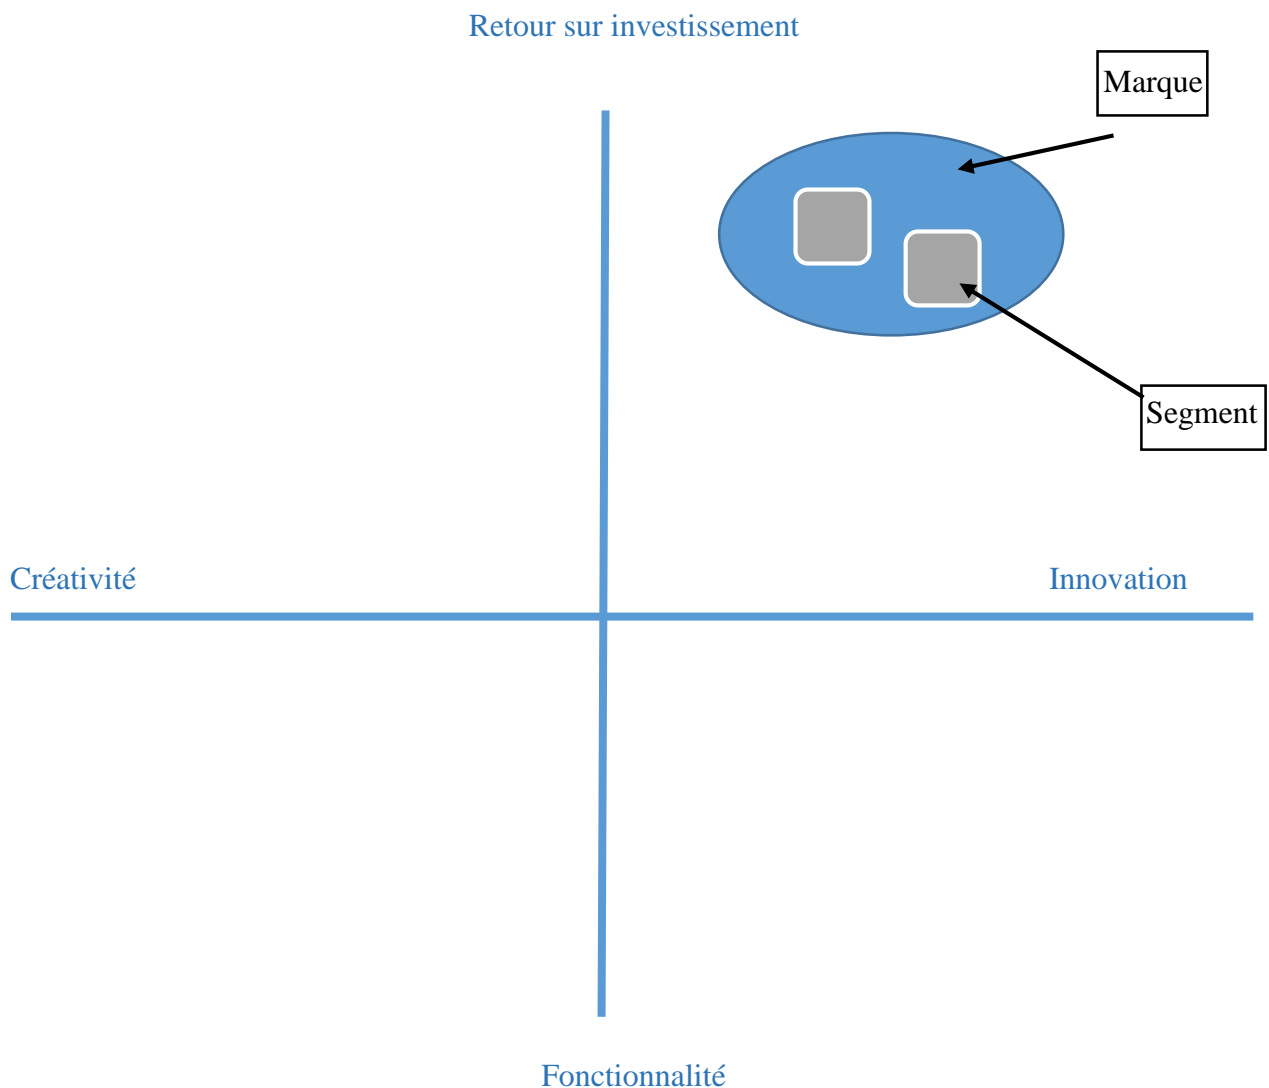 Retour sur investissement
Marque
Segment
Créativité
Innovation
Fonctionnalité